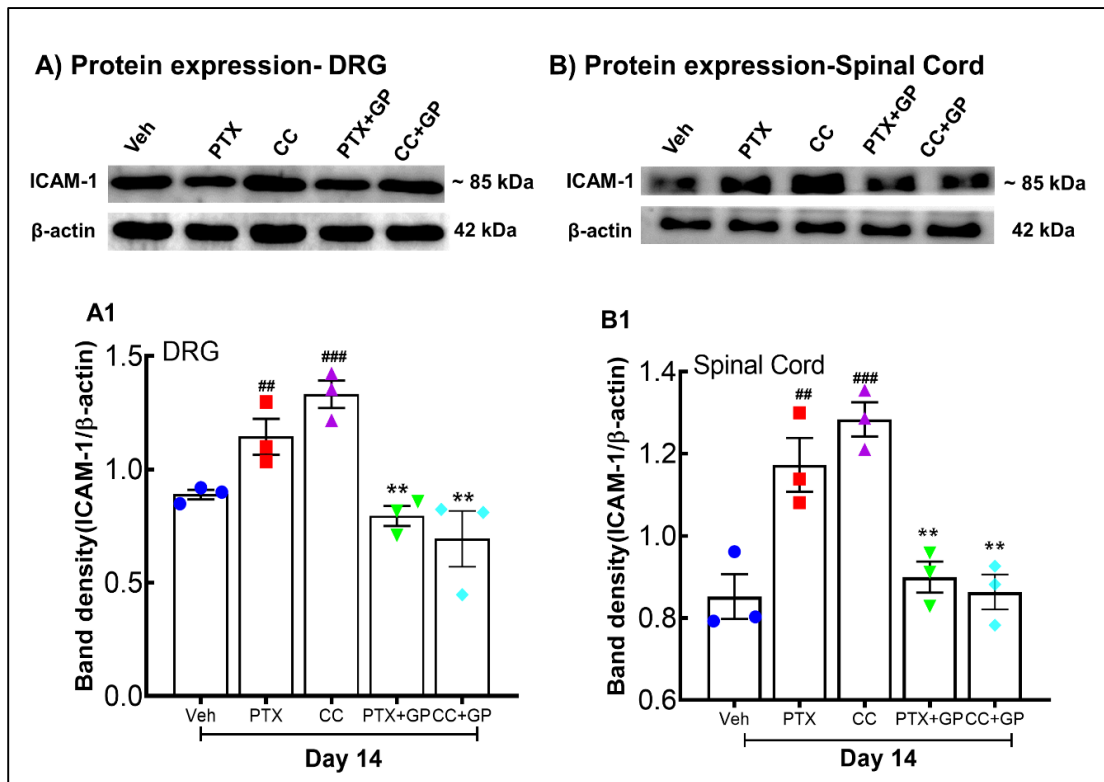 A) Protein expression- DRG
Veh PTX CC PTX+GP CC+GP
ICAM-1 ~ 85 kDa
β-actin 42 kDa
B) Protein expression-Spinal Cord
Veh PTX CC PTX+GP CC+GP
ICAM-1 ~ 85 kDa
β-actin 42 kDa
A1
DRG
Band density(ICAM-1/β-actin)
1.5
1.0
0.5
0.0
## ### ** **
Veh PTX CC PTX+GP CC+GP
Day 14
B1
Spinal Cord
Band density(ICAM-1/β-actin)
1.4
1.2
1.0
0.8
0.6
## ### ** **
Veh PTX CC PTX+GP CC+GP
Day 14